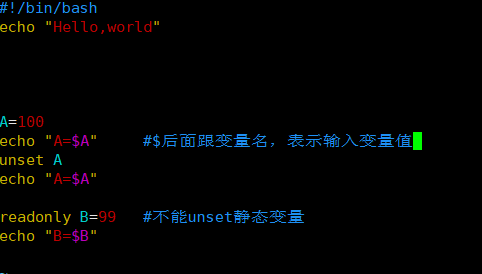 #!/bin/bash
echo "Hello,world"
A=100
echo "A=$A"     #$后面跟变量名，表示输入变量值
unset A
echo "A=$A"
readonly B=99   #不能unset静态变量
echo "B=$B"